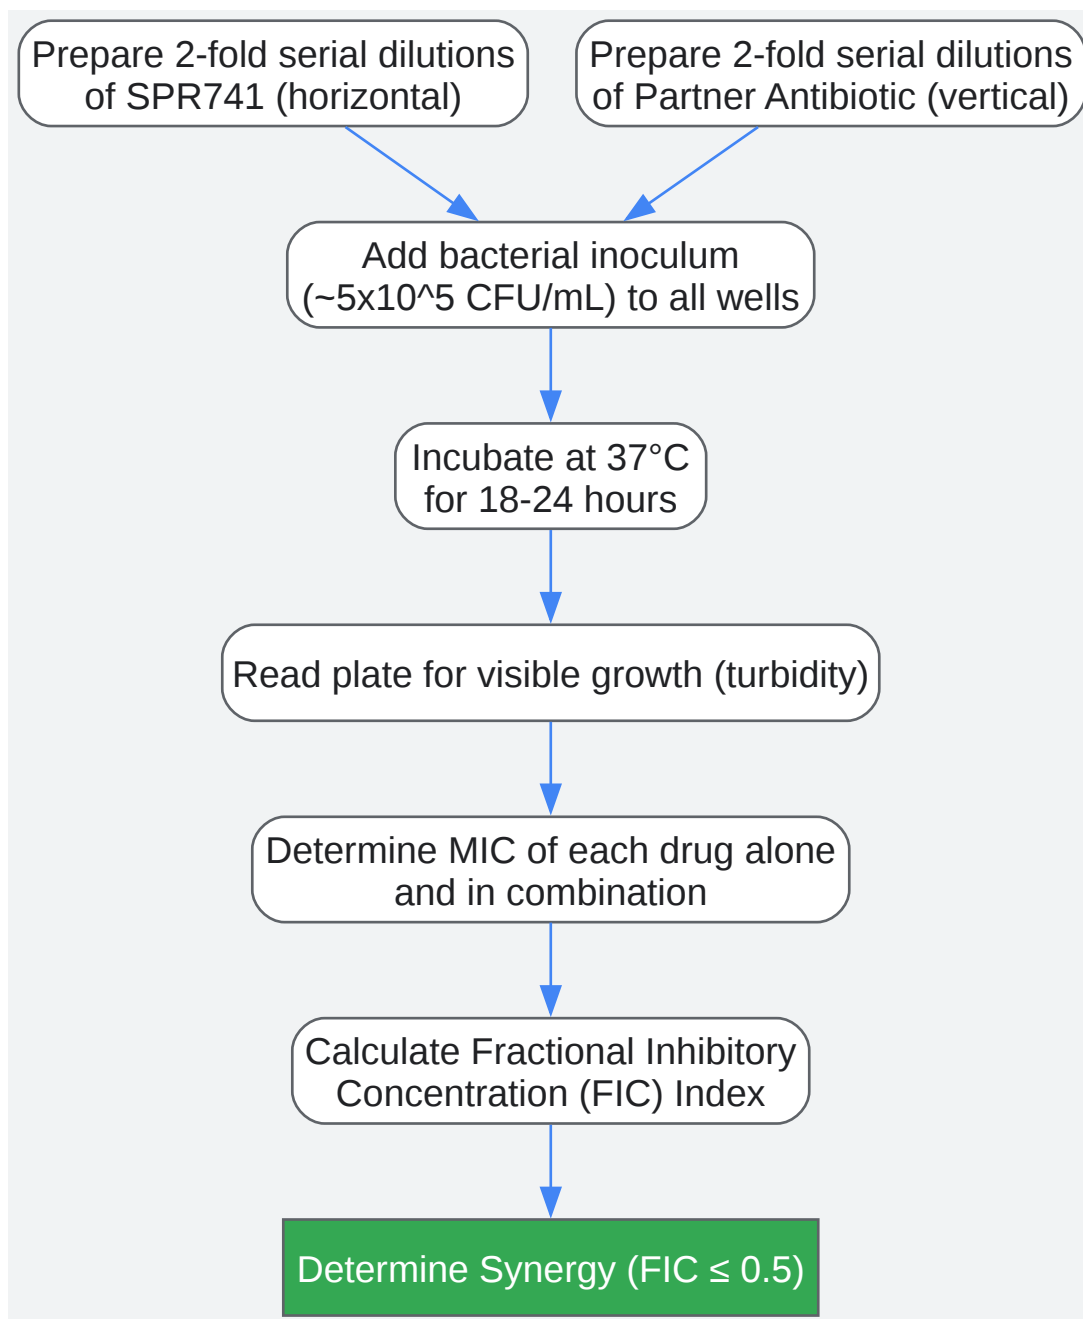 Prepare 2-fold serial dilutions
of SPR741 (horizontal)
Prepare 2-fold serial dilutions
of Partner Antibiotic (vertical)
Add bacterial inoculum
(~5x10^5 CFU/mL) to all wells
Incubate at 37°C
for 18-24 hours
Read plate for visible growth (turbidity)
Determine MIC of each drug alone
and in combination
Calculate Fractional Inhibitory
Concentration (FIC) Index
Determine Synergy (FIC ≤ 0.5)